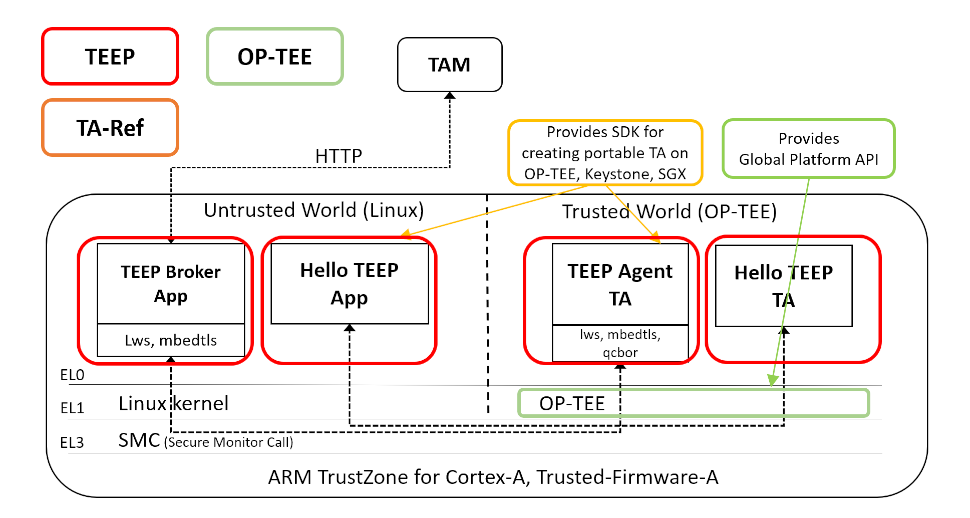 TEEP
OP-TEE
TAM
TA-Ref
HTTP
Provides SDK for
creating portable TA on
OP-TEE, Keystone, SGX
Provides
Global Platform API
Untrusted World (Linux)
Trusted World (OP-TEE)
TEEP Broker
App
Lws, mbedtls
Hello TEEP
App
TEEP Agent
TA
lws, mbedtls,
qcbor
Hello TEEP
TA
EL0
EL1
Linux kernel
OP-TEE
EL3
SMC (Secure Monitor Call)
ARM TrustZone for Cortex-A, Trusted-Firmware-A